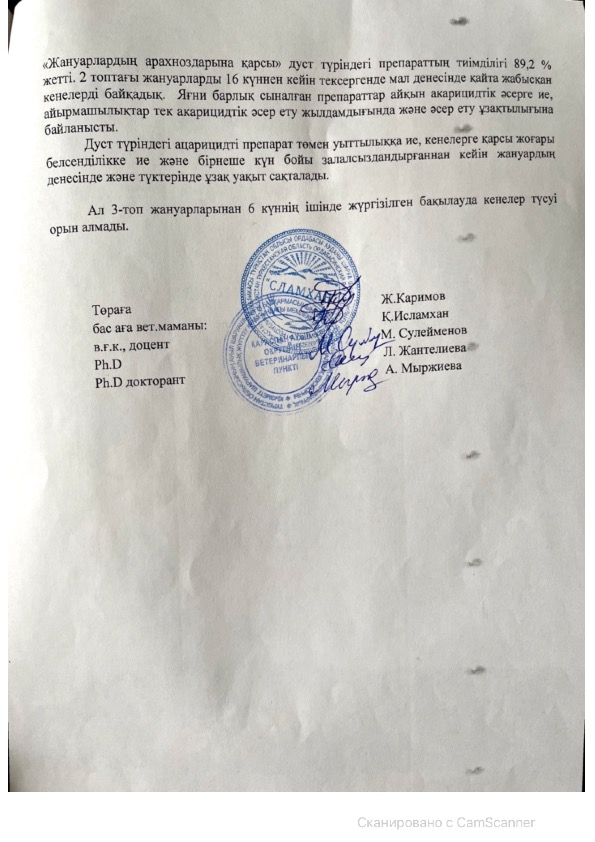 «Жануарлардың арахноздарына қарсы» дуст түріндегі препараттың тиімділігі 89,2 %
жетті. 2 топтағы жануарларды 16 күннен кейін тексергенде мал денесінде қайта жабысқан
кенелерді байқадық. Яғни барлық сыналған препараттар айқын акарицидтік әсерге ие,
айырмашылықтар тек акарицидтік әсер ету жылдамдығында және әсер ету ұзақтылығына
байланысты.
Дуст түріндегі ацарицидті препарат төмен уыттылыққа ие, кенелерге қарсы жоғары
белсенділікке ие және бірнеше күн бойы залалсыздандырғаннан кейін жануардың
денесінде және түктерінде ұзақ уақыт сақталады.
Ал 3-топ жануарларынан 6 күннің ішінде жүргізілген бақылауда кенелер түсуі
орын алмады.
Төраға Ж.Каримов
бас аға вет.маманы: Қ.Исламхан
в.ғ.к., доцент М. Сулейменов
Ph.D Л. Жантелиева
Ph.D докторант А. Мыржиева
"СЛАМХАН
ВЕТЕРИНАРЛЫҚ
ПУНКТІ
Сканировано с CamScanner